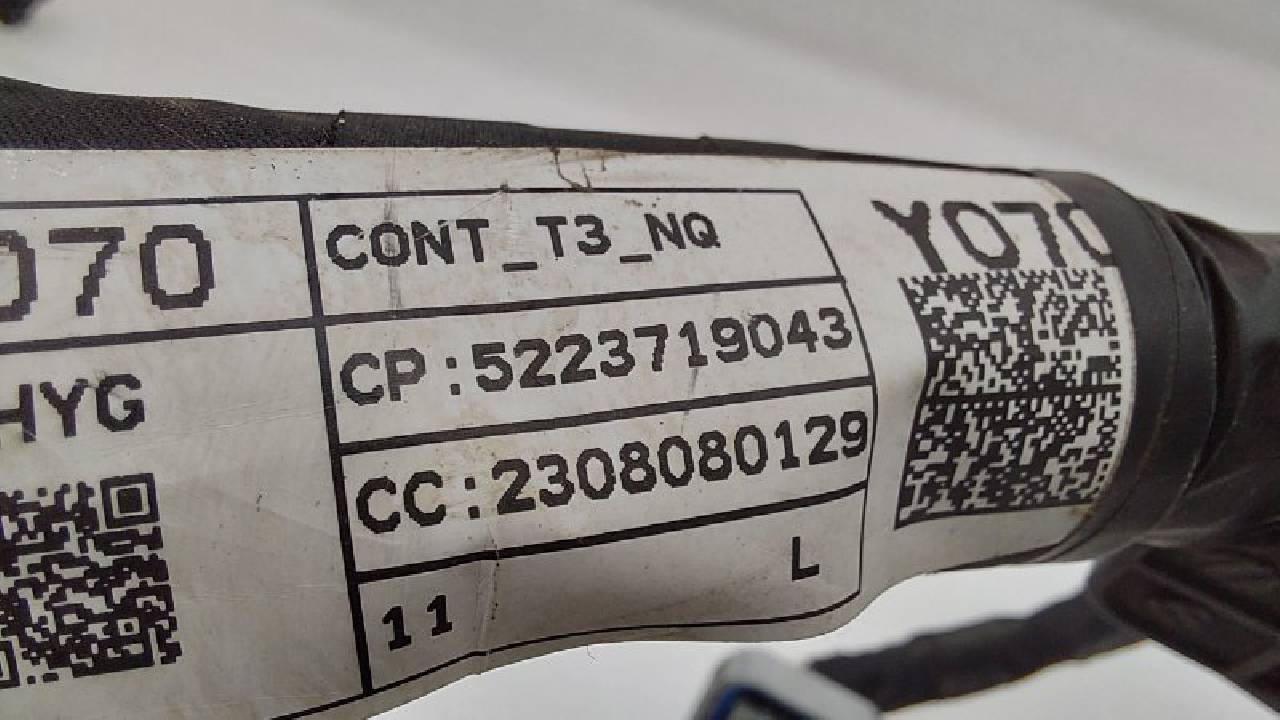 070
CONT_T3_NQ
Y070
CP:5223719043
HYG
CC:2308080129
11 L